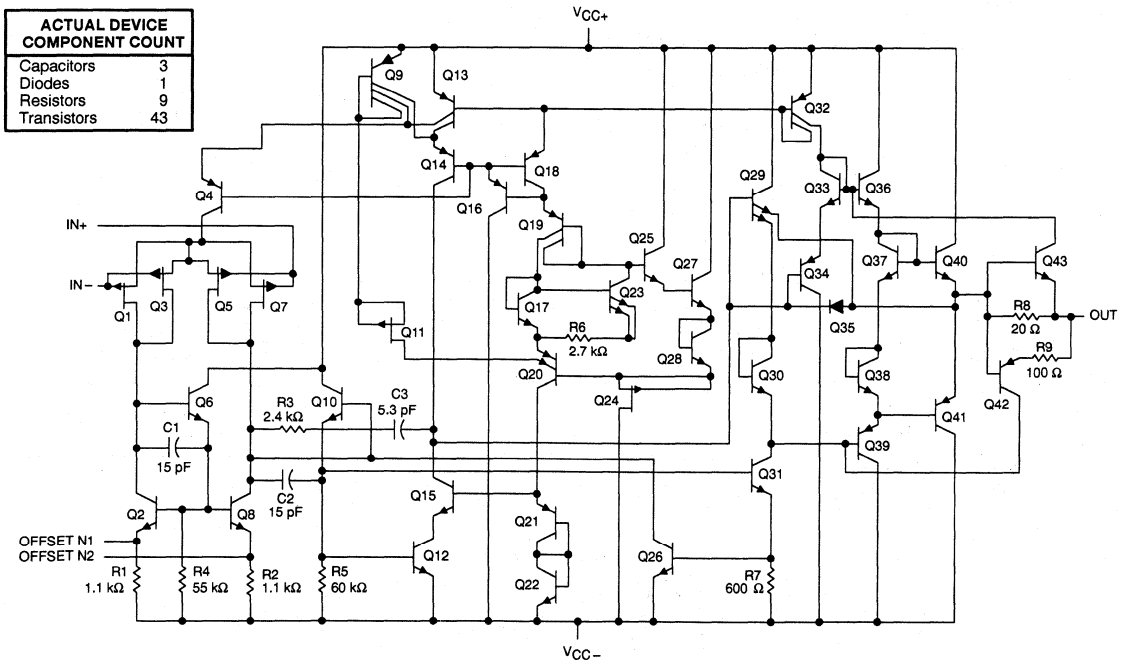 ACTUAL DEVICE
COMPONENT COUNT
Capacitors 3
Diodes 1
Resistors 9
Transistors 43
VCC+
Q9
Q13
Q32
Q14
Q18
Q29
Q4
Q16
Q33
Q36
IN+
Q19
Q25
Q27
Q34
Q37
Q40
Q43
IN−
Q1
Q3
Q5
Q7
Q17
Q23
Q35
R8
20 Ω
OUT
Q11
R6
2.7 kΩ
Q28
R9
100 Ω
Q20
Q24
Q30
Q38
Q42
Q6
Q10
C3
5.3 pF
R3
2.4 kΩ
Q41
C1
15 pF
Q39
Q31
C2
15 pF
Q15
Q2
Q8
Q21
OFFSET N1
OFFSET N2
Q12
Q26
R1
1.1 kΩ
R4
55 kΩ
R2
1.1 kΩ
R5
60 kΩ
Q22
R7
600 Ω
VCC−